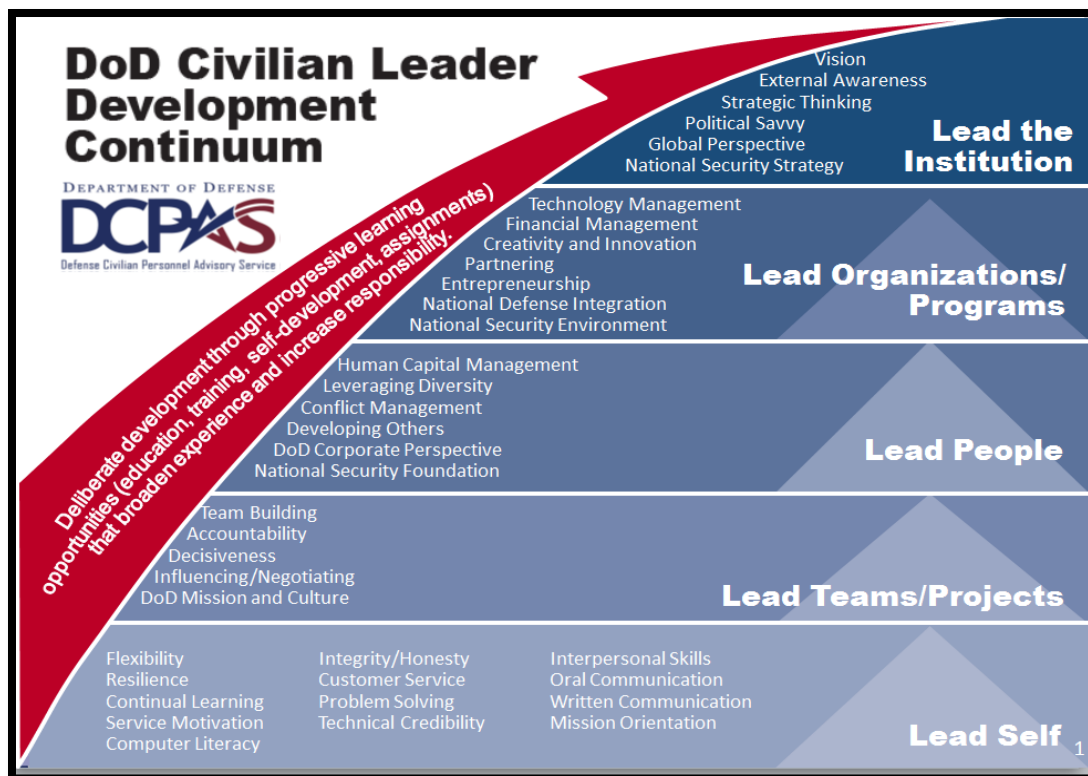 DoD Civilian Leader
Development
Continuum
DEPARTMENT OF DEFENSE
DCPAS
Defense Civilian Personnel Advisory Service
Deliberate development through progressive learning
opportunities (education, training, self-development, assignments)
that broaden experience and increase responsibility.
Vision
External Awareness
Strategic Thinking
Political Savvy
Global Perspective
National Security Strategy
Lead the
Institution
Technology Management
Financial Management
Creativity and Innovation
Partnering
Entrepreneurship
National Defense Integration
National Security Environment
Lead Organizations/
Programs
Human Capital Management
Leveraging Diversity
Conflict Management
Developing Others
DoD Corporate Perspective
National Security Foundation
Lead People
Team Building
Accountability
Decisiveness
Influencing/Negotiating
DoD Mission and Culture
Lead Teams/Projects
Flexibility
Resilience
Continual Learning
Service Motivation
Computer Literacy
Integrity/Honesty
Customer Service
Problem Solving
Technical Credibility
Interpersonal Skills
Oral Communication
Written Communication
Mission Orientation
Lead Self
1